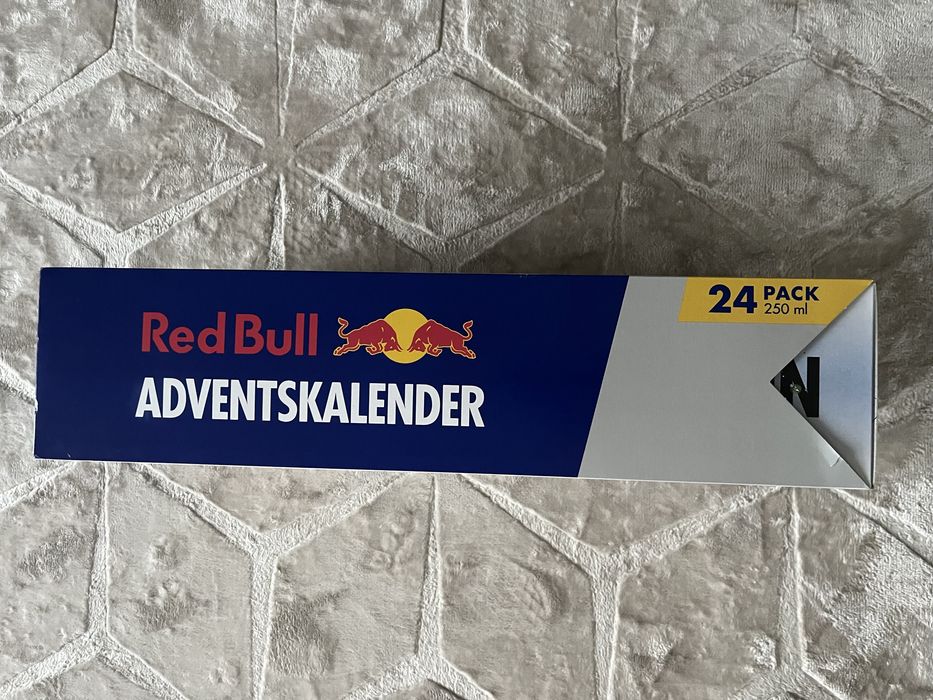 Red Bull
ADVENTSKALENDER
24 PACK
250 ml
N